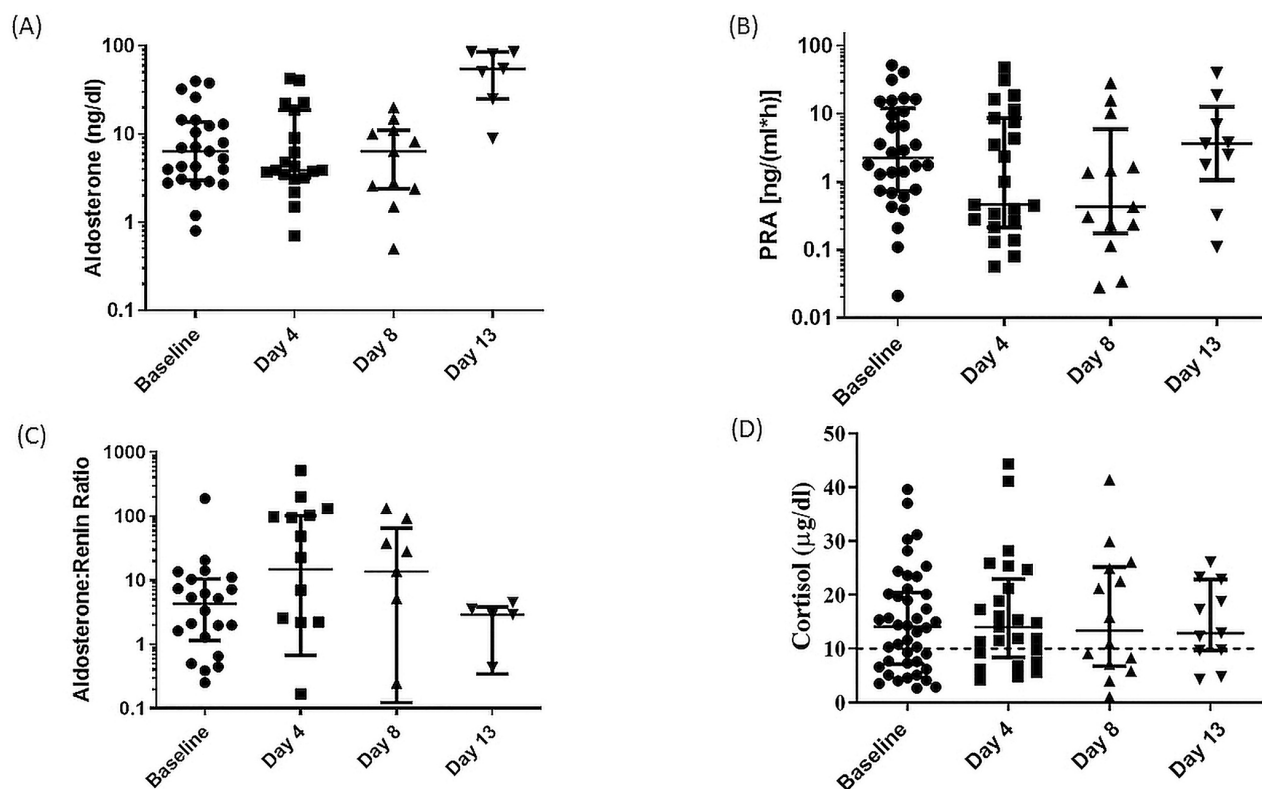 (A)
Aldosterone (ng/dl)
100
10
1
0.1
Baseline
Day 4
Day 8
Day 13
(B)
PRA [ng/(ml*h)]
100
10
1
0.1
0.01
Baseline
Day 4
Day 8
Day 13
(C)
Aldosterone:Renin Ratio
1000
100
10
1
0.1
Baseline
Day 4
Day 8
Day 13
(D)
Cortisol (µg/dl)
50
40
30
20
10
0
Baseline
Day 4
Day 8
Day 13